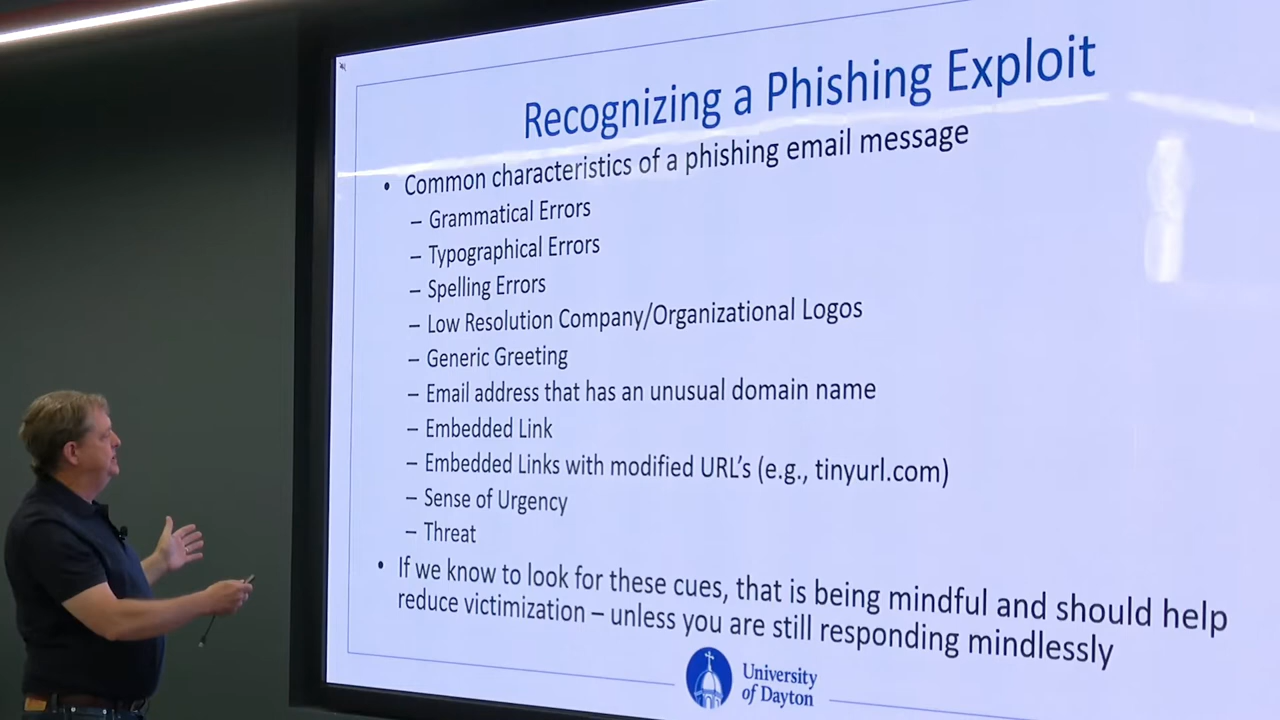 Recognizing a Phishing Exploit
• Common characteristics of a phishing email message
– Grammatical Errors
– Typographical Errors
– Spelling Errors
– Low Resolution Company/Organizational Logos
– Generic Greeting
– Email address that has an unusual domain name
– Embedded Link
– Embedded Links with modified URL's (e.g., tinyurl.com)
– Sense of Urgency
– Threat
• If we know to look for these cues, that is being mindful and should help
reduce victimization – unless you are still responding mindlessly
University
of Dayton